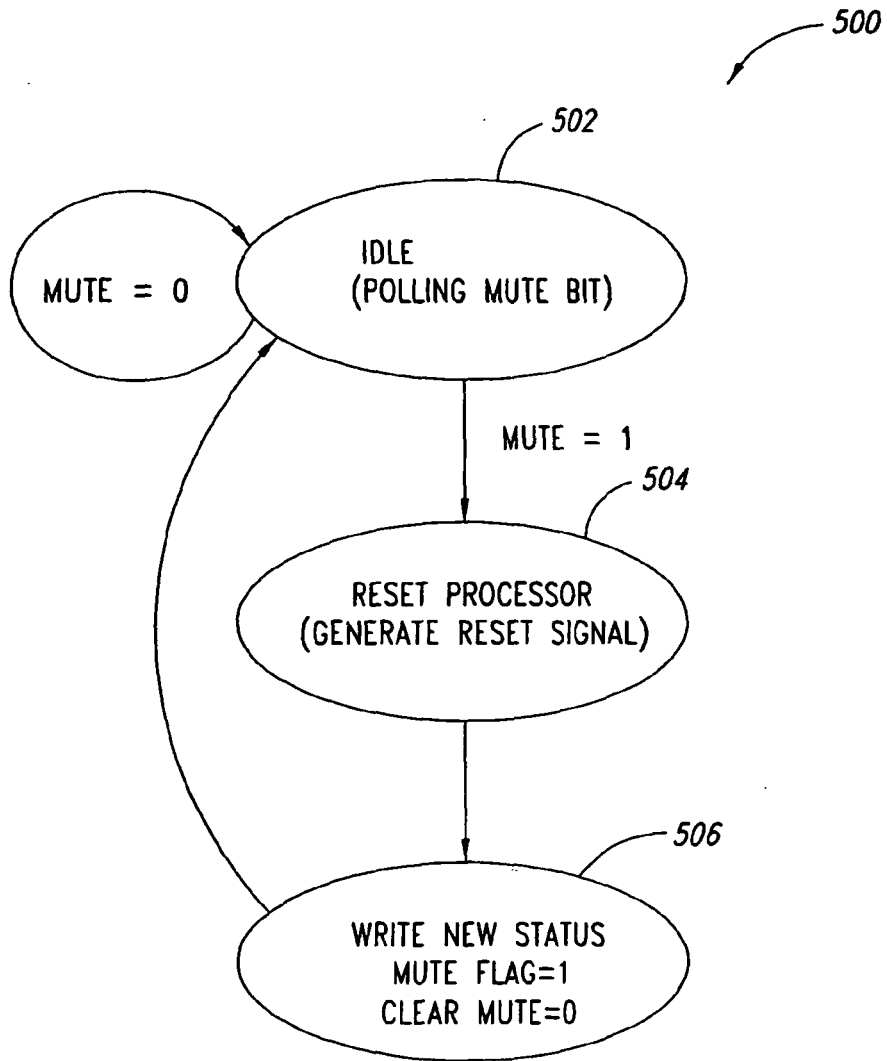 500
502
IDLE
(POLLING MUTE BIT)
MUTE = 0
MUTE = 1
504
RESET PROCESSOR
(GENERATE RESET SIGNAL)
506
WRITE NEW STATUS
MUTE FLAG=1
CLEAR MUTE=0